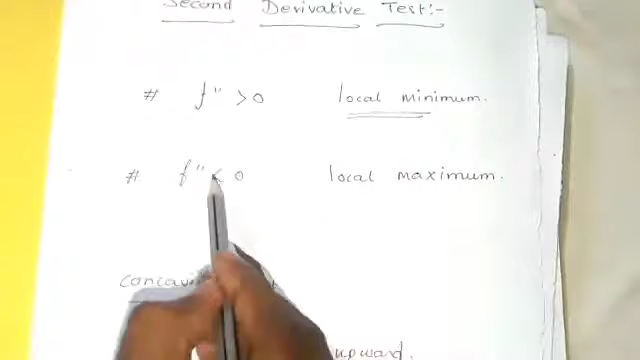 Second Derivative Test:-
# f" > 0 local minimum.
# f" < 0 local maximum.
upward.